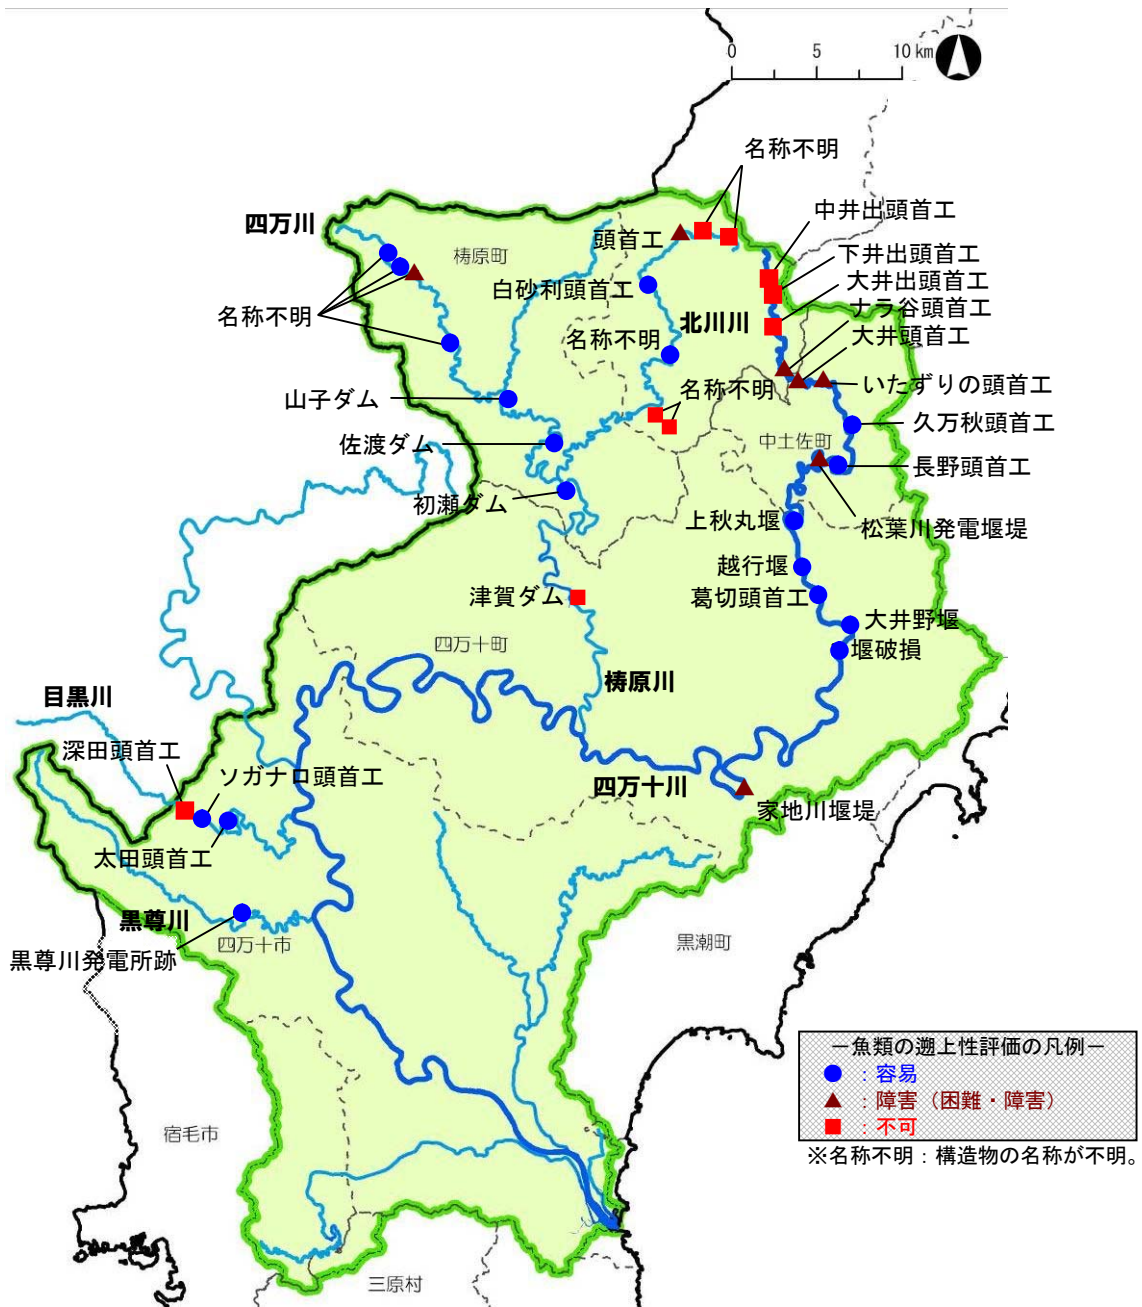 0 5 10 km
名称不明
中井出頭首工
四万川
頭首工
下井出頭首工
梼原町
大井出頭首工
白砂利頭首工
ナラ谷頭首工
名称不明
北川川
大井頭首工
名称不明
いたずりの頭首工
山子ダム
名称不明
久万秋頭首工
佐渡ダム
中土佐町
長野頭首工
初瀬ダム
上秋丸堰
松葉川発電堰堤
越行堰
津賀ダム
葛切頭首工
大井野堰
四万十町
堰破損
目黒川
梼原川
深田頭首工
ソガナロ頭首工
四万十川
家地川堰堤
太田頭首工
黒尊川
四万十市
黒潮町
黒尊川発電所跡
－魚類の遡上性評価の凡例－
：容易
：障害（困難・障害）
：不可
※名称不明：構造物の名称が不明。
宿毛市
三原村